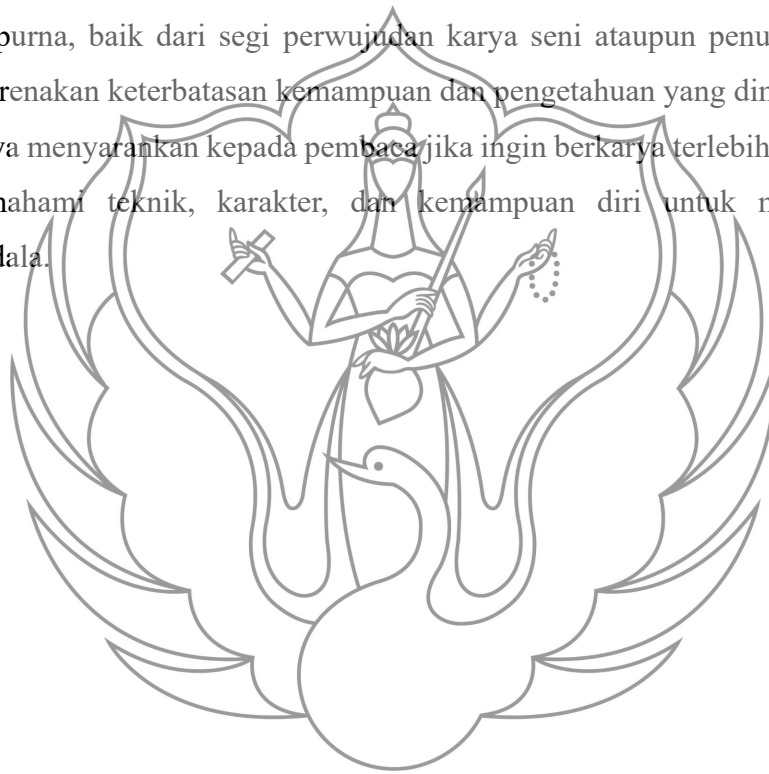 purna, baik dari segi perwujudan karya seni ataupun penu
renakan keterbatasan kemampuan dan pengetahuan yang dim
ya menyarankan kepada pembaca jika ingin berkarya terlebih
nahami teknik, karakter, dan kemampuan diri untuk m
dala.